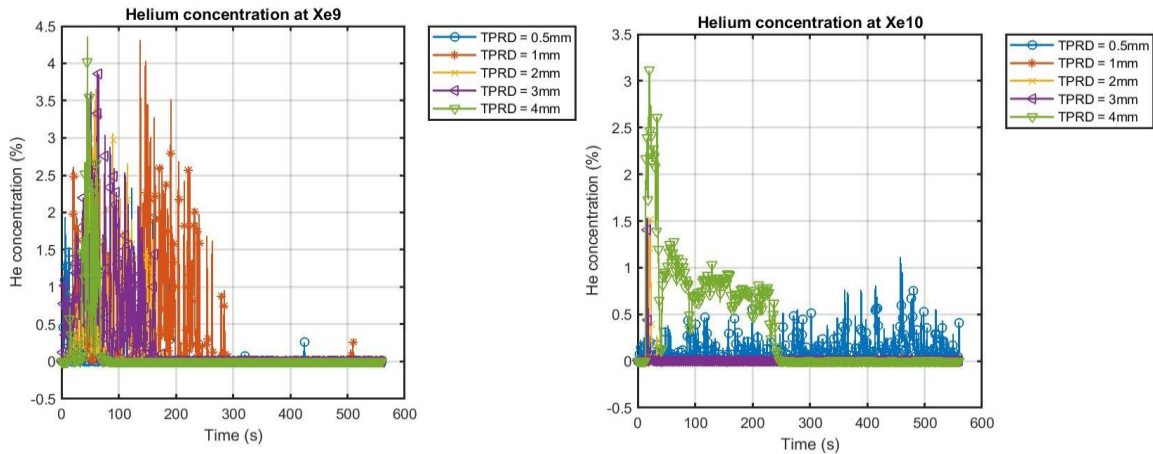 Helium concentration at Xe9
He concentration (%)
4.5
4
3.5
3
2.5
2
1.5
1
0.5
0
-0.5
0 100 200 300 400 500 600
Time (s)
TPRD = 0.5mm
TPRD = 1mm
TPRD = 2mm
TPRD = 3mm
TPRD = 4mm
Helium concentration at Xe10
He concentration (%)
3.5
3
2.5
2
1.5
1
0.5
0
-0.5
0 100 200 300 400 500 600
Time (s)
TPRD = 0.5mm
TPRD = 1mm
TPRD = 2mm
TPRD = 3mm
TPRD = 4mm